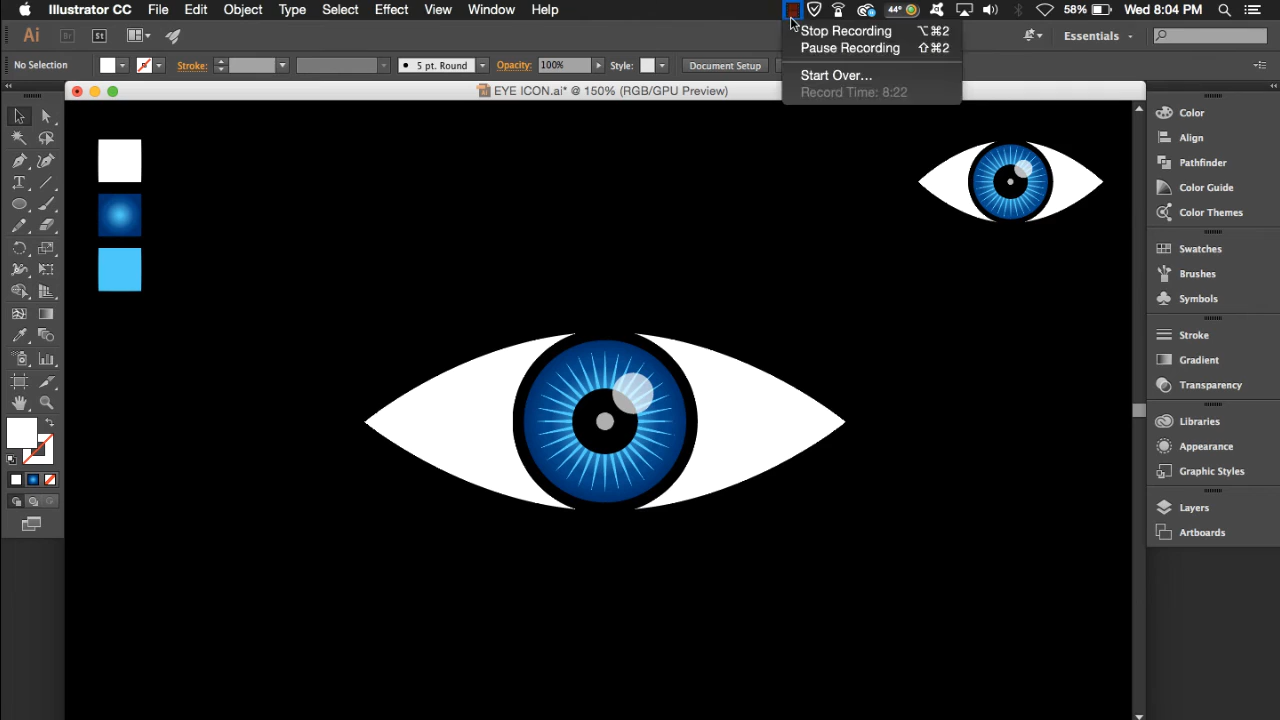 Illustrator CC File Edit Object Type Select Effect View Window Help 44° 58% Wed 8:04 PM
Stop Recording ⌥⌘2
Pause Recording ⇧⌘2
Start Over...
Record Time: 8:22
Ai Br St Essentials
No Selection Stroke: 5 pt. Round Opacity: 100% Style: Document Setup
EYE ICON.ai* @ 150% (RGB/GPU Preview)
Color
Align
Pathfinder
Color Guide
Color Themes
Swatches
Brushes
Symbols
Stroke
Gradient
Transparency
Libraries
Appearance
Graphic Styles
Layers
Artboards